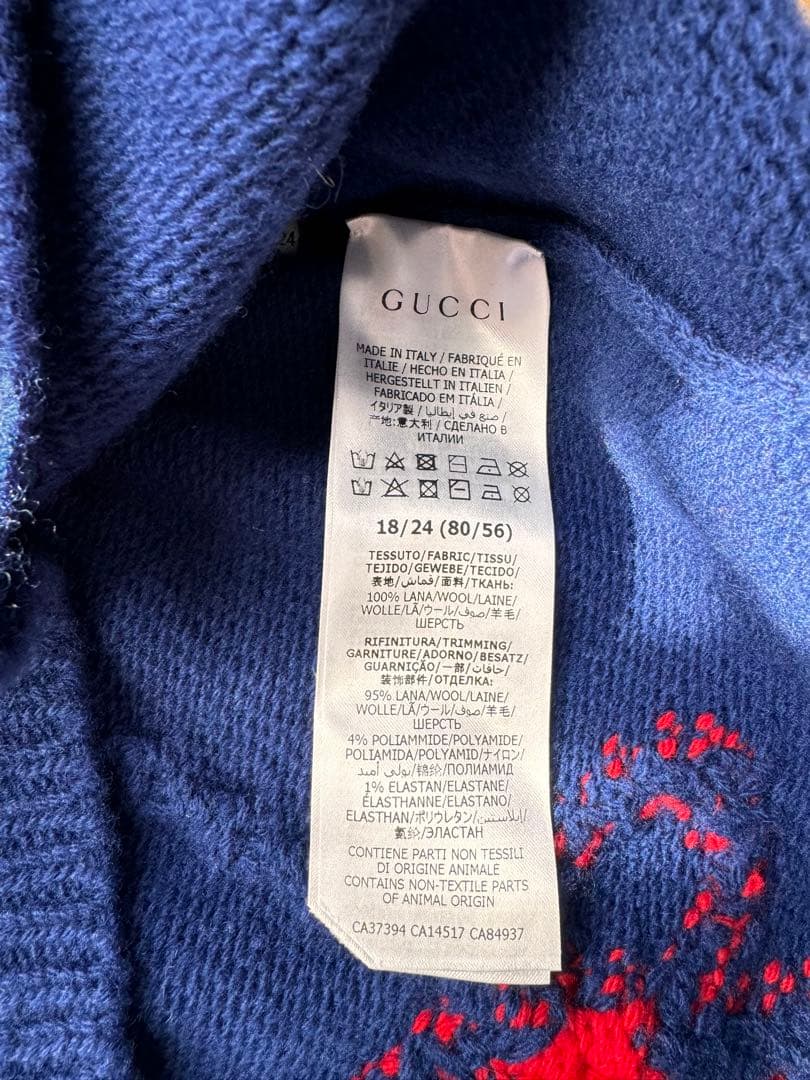 24
GUCCI
MADE IN ITALY / FABRIQUÉ EN
ITALIE / HECHO EN ITALIA /
HERGESTELLT IN ITALIEN /
FABRICADO EM ITÁLIA /
イタリア製 / صنع في إيطاليا /
产地:意大利 / СДЕЛАНО В
ИТАЛИИ
18/24 (80/56)
TESSUTO/FABRIC/TISSU/
TEJIDO/GEWEBE/TECIDO/
表地/قماش/面料/ТКАНЬ:
100% LANA/WOOL/LAINE/
WOLLE/LÃ/ウール/صوف/羊毛/
ШЕРСТЬ
RIFINITURA/TRIMMING/
GARNITURE/ADORNO/BESATZ/
GUARNIÇÃO/一部/حافات/
装饰部件/ОТДЕЛКА:
95% LANA/WOOL/LAINE/
WOLLE/LÃ/ウール/صوف/羊毛/
ШЕРСТЬ
4% POLIAMMIDE/POLYAMIDE/
POLIAMIDA/POLYAMID/ナイロン/
بولي أميد/锦纶/ПОЛИАМИД
1% ELASTAN/ELASTANE/
ÉLASTHANNE/ELASTANO/
ELASTHAN/ポリウレタン/إيلاستين/
氨纶/ЭЛАСТАН
CONTIENE PARTI NON TESSILI
DI ORIGINE ANIMALE
CONTAINS NON-TEXTILE PARTS
OF ANIMAL ORIGIN
CA37394 CA14517 CA84937